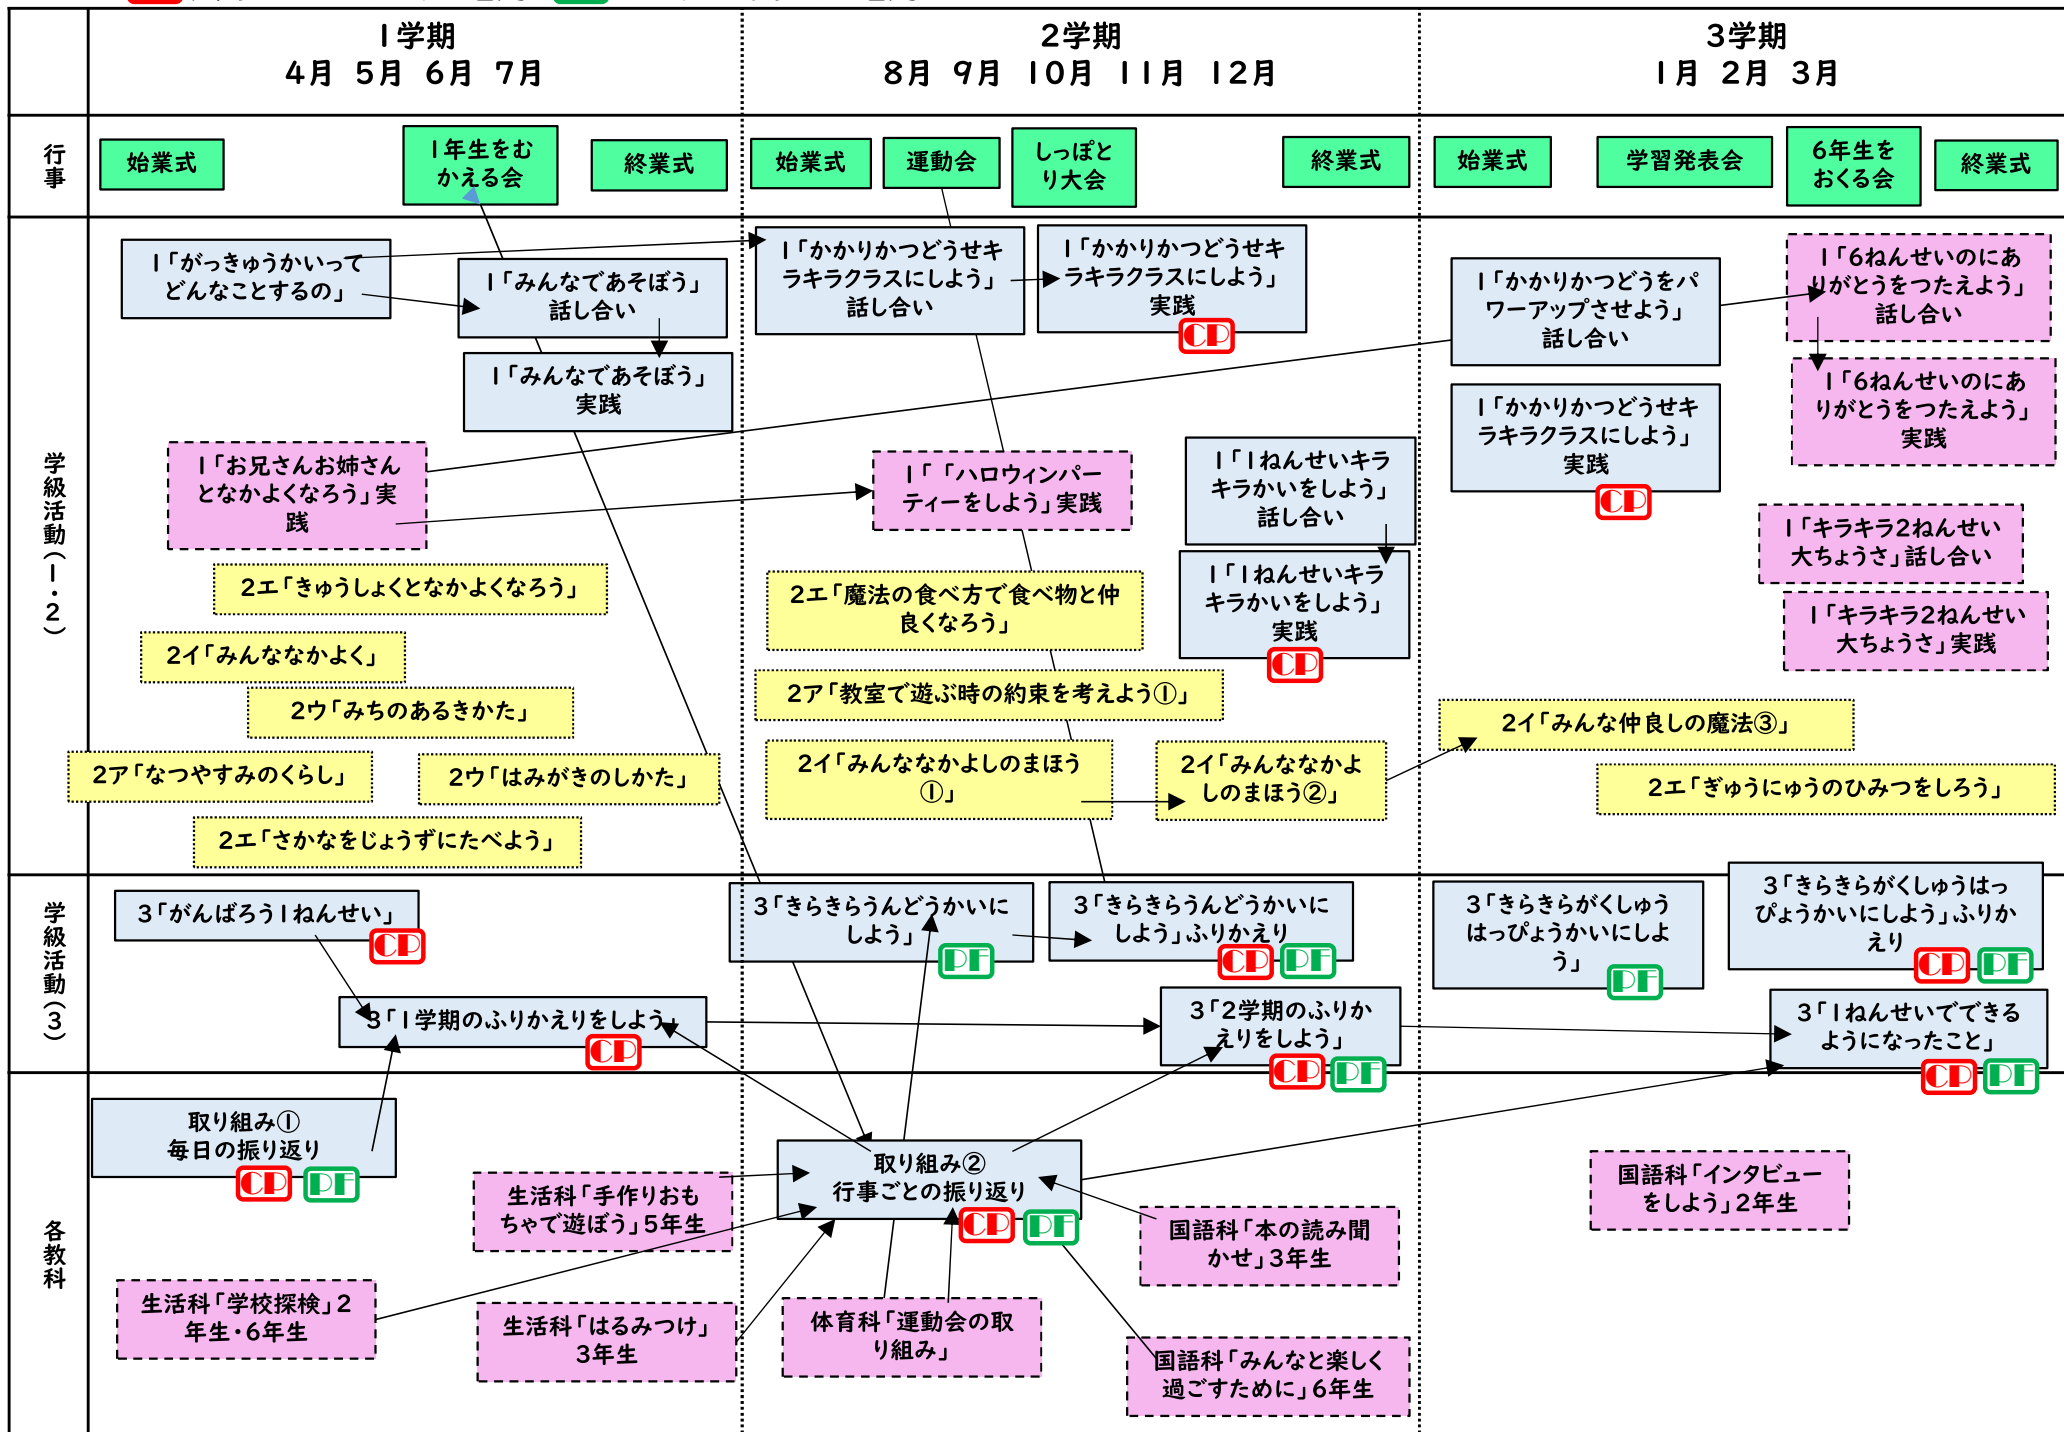 1学期
4月 5月 6月 7月
2学期
8月 9月 10月 11月 12月
3学期
1月 2月 3月
行事
始業式
1年生をむ
かえる会
終業式
始業式
運動会
しっぽと
り大会
終業式
始業式
学習発表会
6年生を
おくる会
終業式
学級活動(1・2)
1「がっきゅうかいって
どんなことするの」
1「みんなであそぼう」
話し合い
1「みんなであそぼう」
実践
1「お兄さんお姉さん
となかよくなろう」実
践
2エ「きゅうしょくとなかよくなろう」
2イ「みんななかよく」
2ウ「みちのあるきかた」
2ア「なつやすみのくらし」
2ウ「はみがきのしかた」
2エ「さかなをじょうずにたべよう」
1「かかりかつどうせキ
ラキラクラスにしよう」
話し合い
1「かかりかつどうせキ
ラキラクラスにしよう」
実践
CP
1「「ハロウィンパー
ティーをしよう」実践
1「1ねんせいキラ
キラかいをしよう」
話し合い
1「1ねんせいキラ
キラかいをしよう」
実践
CP
2エ「魔法の食べ方で食べ物と仲
良くなろう」
2ア「教室で遊ぶ時の約束を考えよう①」
2イ「みんななかよしのまほう
①」
2イ「みんななかよ
しのまほう②」
1「かかりかつどうをパ
ワーアップさせよう」
話し合い
1「かかりかつどうせキ
ラキラクラスにしよう」
実践
CP
1「6ねんせいのにあ
りがとうをつたえよう」
話し合い
1「6ねんせいのにあ
りがとうをつたえよう」
実践
1「キラキラ2ねんせい
大ちょうさ」話し合い
1「キラキラ2ねんせい
大ちょうさ」実践
2イ「みんな仲良しの魔法③」
2エ「ぎゅうにゅうのひみつをしろう」
学級活動(3)
3「がんばろう1ねんせい」
CP
3「1学期のふりかえりをしよう」
CP
3「きらきらうんどうかいに
しよう」
PF
3「きらきらうんどうかいに
しよう」ふりかえり
CP PF
3「2学期のふりか
えりをしよう」
CP PF
3「きらきらがくしゅう
はっぴょうかいにしよ
う」
PF
3「きらきらがくしゅうはっ
ぴょうかいにしよう」ふりか
えり
CP PF
3「1ねんせいでできる
ようになったこと」
CP PF
各教科
取り組み①
毎日の振り返り
CP PF
生活科「手作りおも
ちゃで遊ぼう」5年生
生活科「学校探検」2
年生・6年生
生活科「はるみつけ」
3年生
取り組み②
行事ごとの振り返り
CP PF
体育科「運動会の取
り組み」
国語科「本の読み聞
かせ」3年生
国語科「みんなと楽しく
過ごすために」6年生
国語科「インタビュー
をしよう」2年生